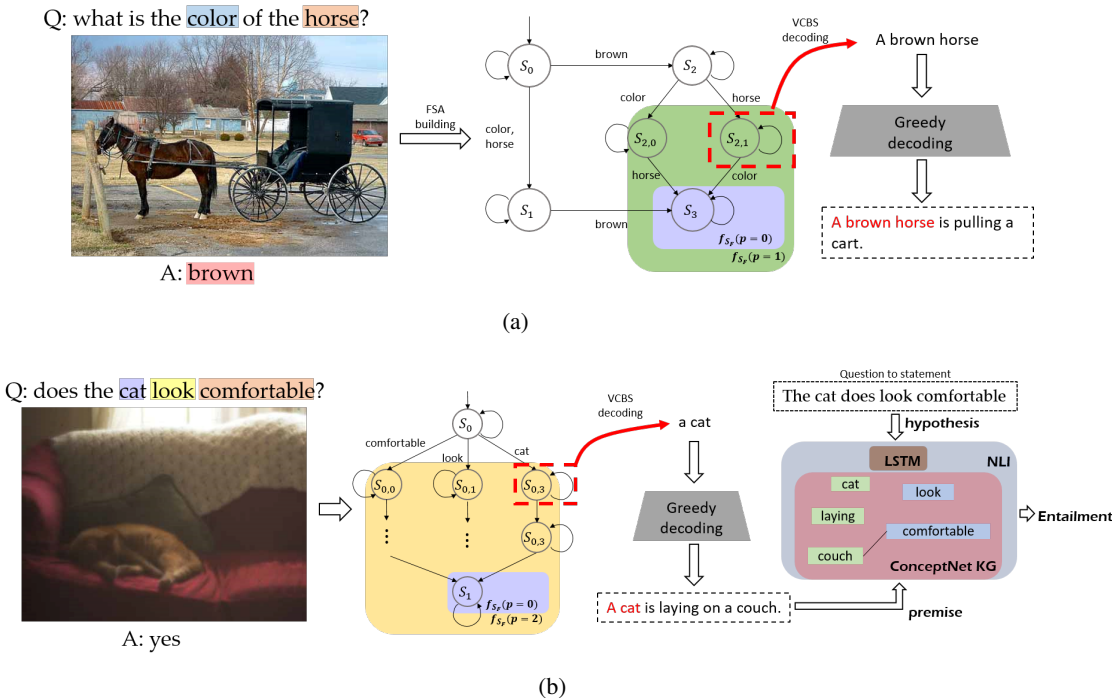 Q: what is the color of the horse?
A: brown
FSA
building
S0
brown
S2
color
horse
color,
horse
S2,0
S2,1
horse
color
S1
brown
S3
fSF(p = 0)
fSF(p = 1)
VCBS
decoding
A brown horse
Greedy
decoding
A brown horse is pulling a
cart.
(a)
Q: does the cat look comfortable?
A: yes
S0
comfortable
look
cat
S0,0
S0,1
S0,3
S0,3
S1
fSF(p = 0)
fSF(p = 2)
VCBS
decoding
a cat
Greedy
decoding
A cat is laying on a couch.
Question to statement
The cat does look comfortable
hypothesis
LSTM
NLI
cat
look
laying
comfortable
couch
ConceptNet KG
Entailment
premise
(b)